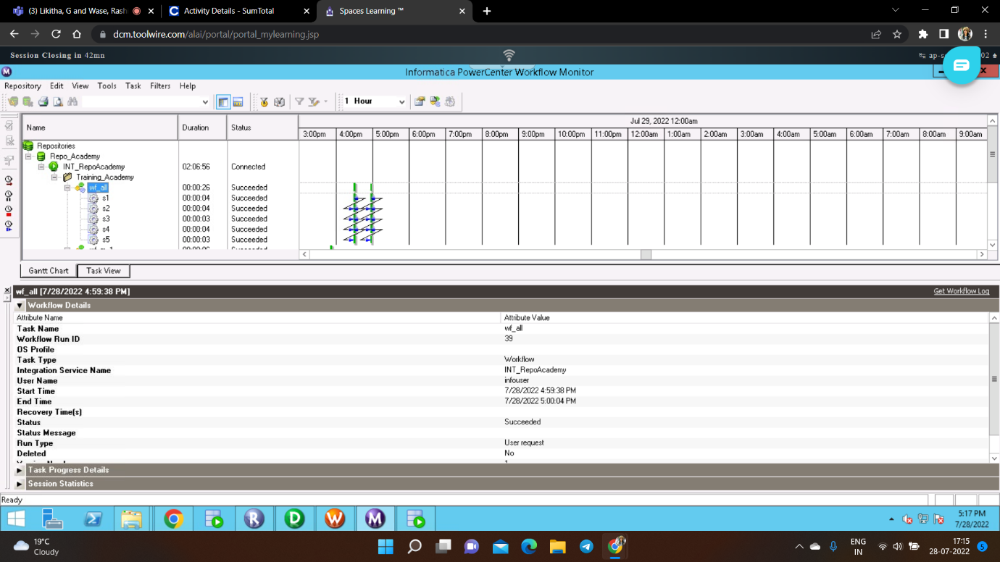 (3) Likitha, G and Wase, Rash
Activity Details - SumTotal
Spaces Learning ™
dcm.toolwire.com/alai/portal/portal_mylearning.jsp
Session Closing in 42mn
02
Informatica PowerCenter Workflow Monitor
Repository Edit View Tools Task Filters Help
1 Hour
Name Duration Status
Jul 29, 2022 12:00am
3:00pm 4:00pm 5:00pm 6:00pm 7:00pm 8:00pm 9:00pm 10:00pm 11:00pm 12:00am 1:00am 2:00am 3:00am 4:00am 5:00am 6:00am 7:00am 8:00am 9:00am
Repositories
Repo_Academy
INT_RepoAcademy 02:06:56 Connected
Training_Academy
wf_all 00:00:26 Succeeded
s1 00:00:04 Succeeded
s2 00:00:04 Succeeded
s3 00:00:03 Succeeded
s4 00:00:04 Succeeded
s5 00:00:03 Succeeded
Gantt Chart Task View
wf_all [7/28/2022 4:59:38 PM] Get Workflow Log
Workflow Details
Attribute Name Attribute Value
Task Name wf_all
Workflow Run ID 39
OS Profile
Task Type Workflow
Integration Service Name INT_RepoAcademy
User Name infouser
Start Time 7/28/2022 4:59:38 PM
End Time 7/28/2022 5:00:04 PM
Recovery Time(s)
Status Succeeded
Status Message
Run Type User request
Deleted No
Task Progress Details
Session Statistics
Ready
R D W M
5:17 PM
7/28/2022
19°C
Cloudy
ENG
IN
17:15
28-07-2022
5